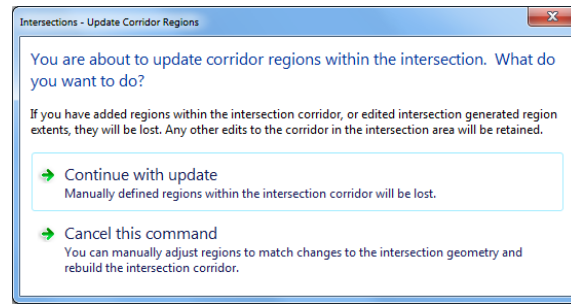 Intersections - Update Corridor Regions
You are about to update corridor regions within the intersection. What do
you want to do?
If you have added regions within the intersection corridor, or edited intersection generated region
extents, they will be lost. Any other edits to the corridor in the intersection area will be retained.
Continue with update
Manually defined regions within the intersection corridor will be lost.
Cancel this command
You can manually adjust regions to match changes to the intersection geometry and
rebuild the intersection corridor.